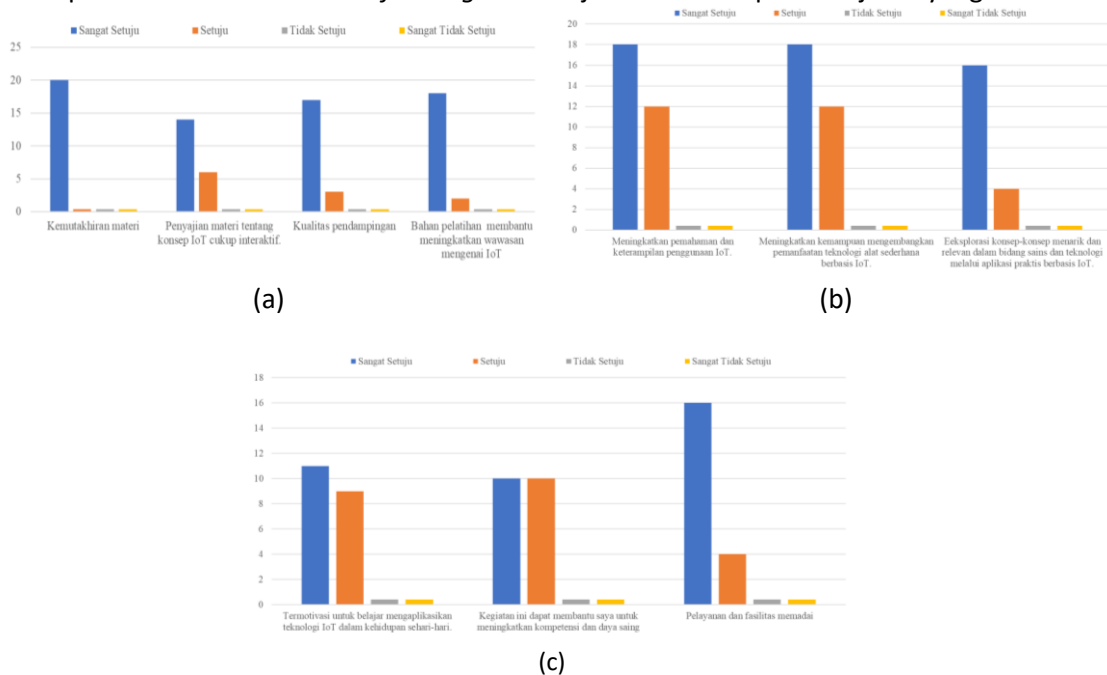 Sangat Setuju Setuju Tidak Setuju Sangat Tidak Setuju
25
20
15
10
5
0
Kemutakhiran materi
Penyajian materi tentang
konsep IoT cukup interaktif.
Kualitas pendampingan
Bahan pelatihan membantu
meningkatkan wawasan
mengenai IoT
(a)
Sangat Setuju Setuju Tidak Setuju Sangat Tidak Setuju
20
18
16
14
12
10
8
6
4
2
0
Meningkatkan pemahaman dan
keterampilan penggunaan IoT.
Meningkatkan kemampuan mengembangkan
pemanfaatan teknologi alat sederhana
berbasis IoT.
Eeksplorasi konsep-konsep menarik dan
relevan dalam bidang sains dan teknologi
melalui aplikasi praktis berbasis IoT.
(b)
Sangat Setuju Setuju Tidak Setuju Sangat Tidak Setuju
18
16
14
12
10
8
6
4
2
0
Termotivasi untuk belajar mengaplikasikan
teknologi IoT dalam kehidupan sehari-hari.
Kegiatan ini dapat membantu saya untuk
meningkatkan kompetensi dan daya saing
Pelayanan dan fasilitas memadai
(c)